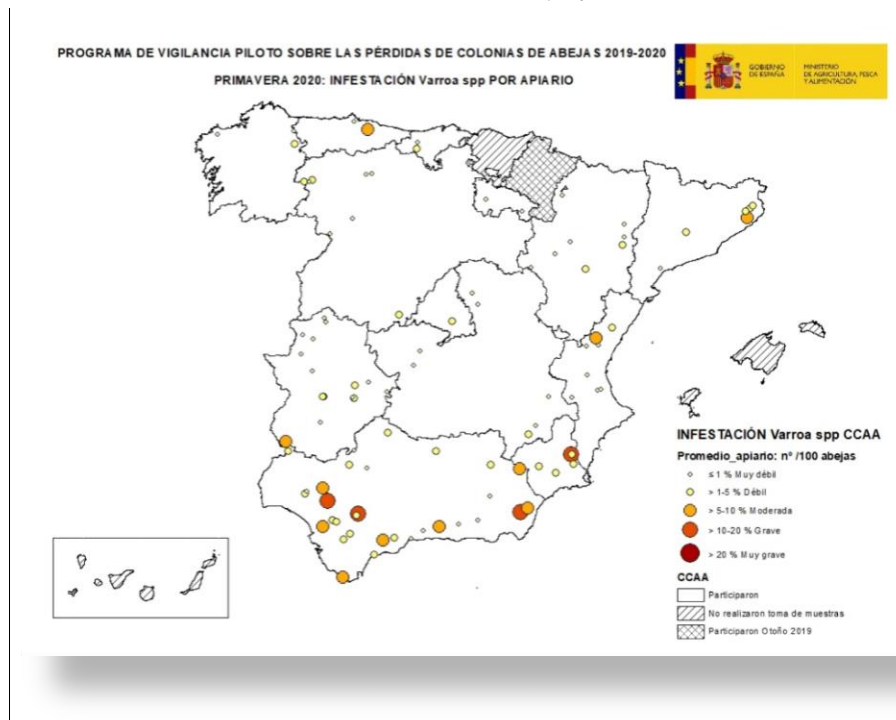 PROGRAMA DE VIGILANCIA PILOTO SOBRE LAS PÉRDIDAS DE COLONIAS DE ABEJAS 2019-2020
PRIMAVERA 2020: INFESTACIÓN Varroa spp POR APIARIO
GOBIERNO
DE ESPAÑA
MINISTERIO
DE AGRICULTURA, PESCA
Y ALIMENTACIÓN
INFESTACIÓN Varroa spp CCAA
Promedio_apiario: nº /100 abejas
≤ 1 % Muy débil
> 1-5 % Débil
> 5-10 % Moderada
> 10-20 % Grave
> 20 % Muy grave
CCAA
Participaron
No realizaron toma de muestras
Participaron Otoño 2019